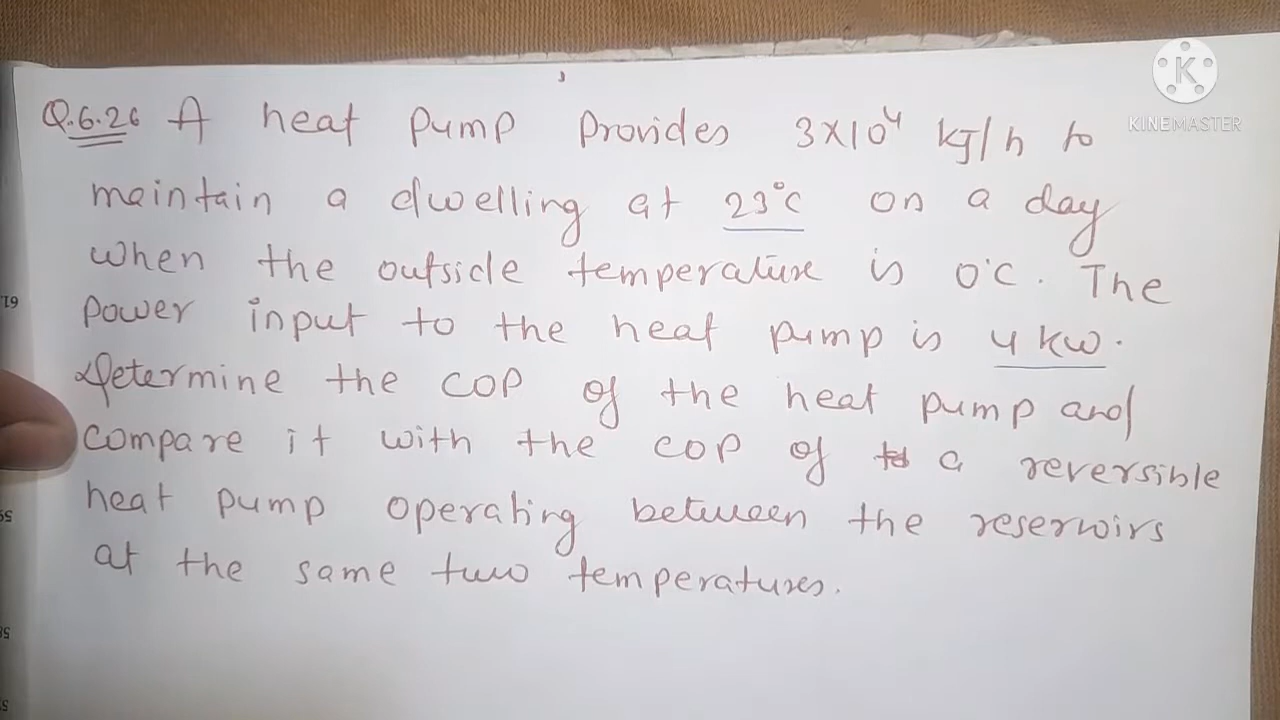 KINEMASTER
Q.6.26 A heat pump provides 3×10⁴ kJ/h to
maintain a dwelling at 23°C on a day
when the outside temperature is 0°C. The
power input to the heat pump is 4 kW.
Determine the COP of the heat pump and
compare it with the COP of a reversible
heat pump operating between the reservoirs
at the same two temperatures.
61
59
58